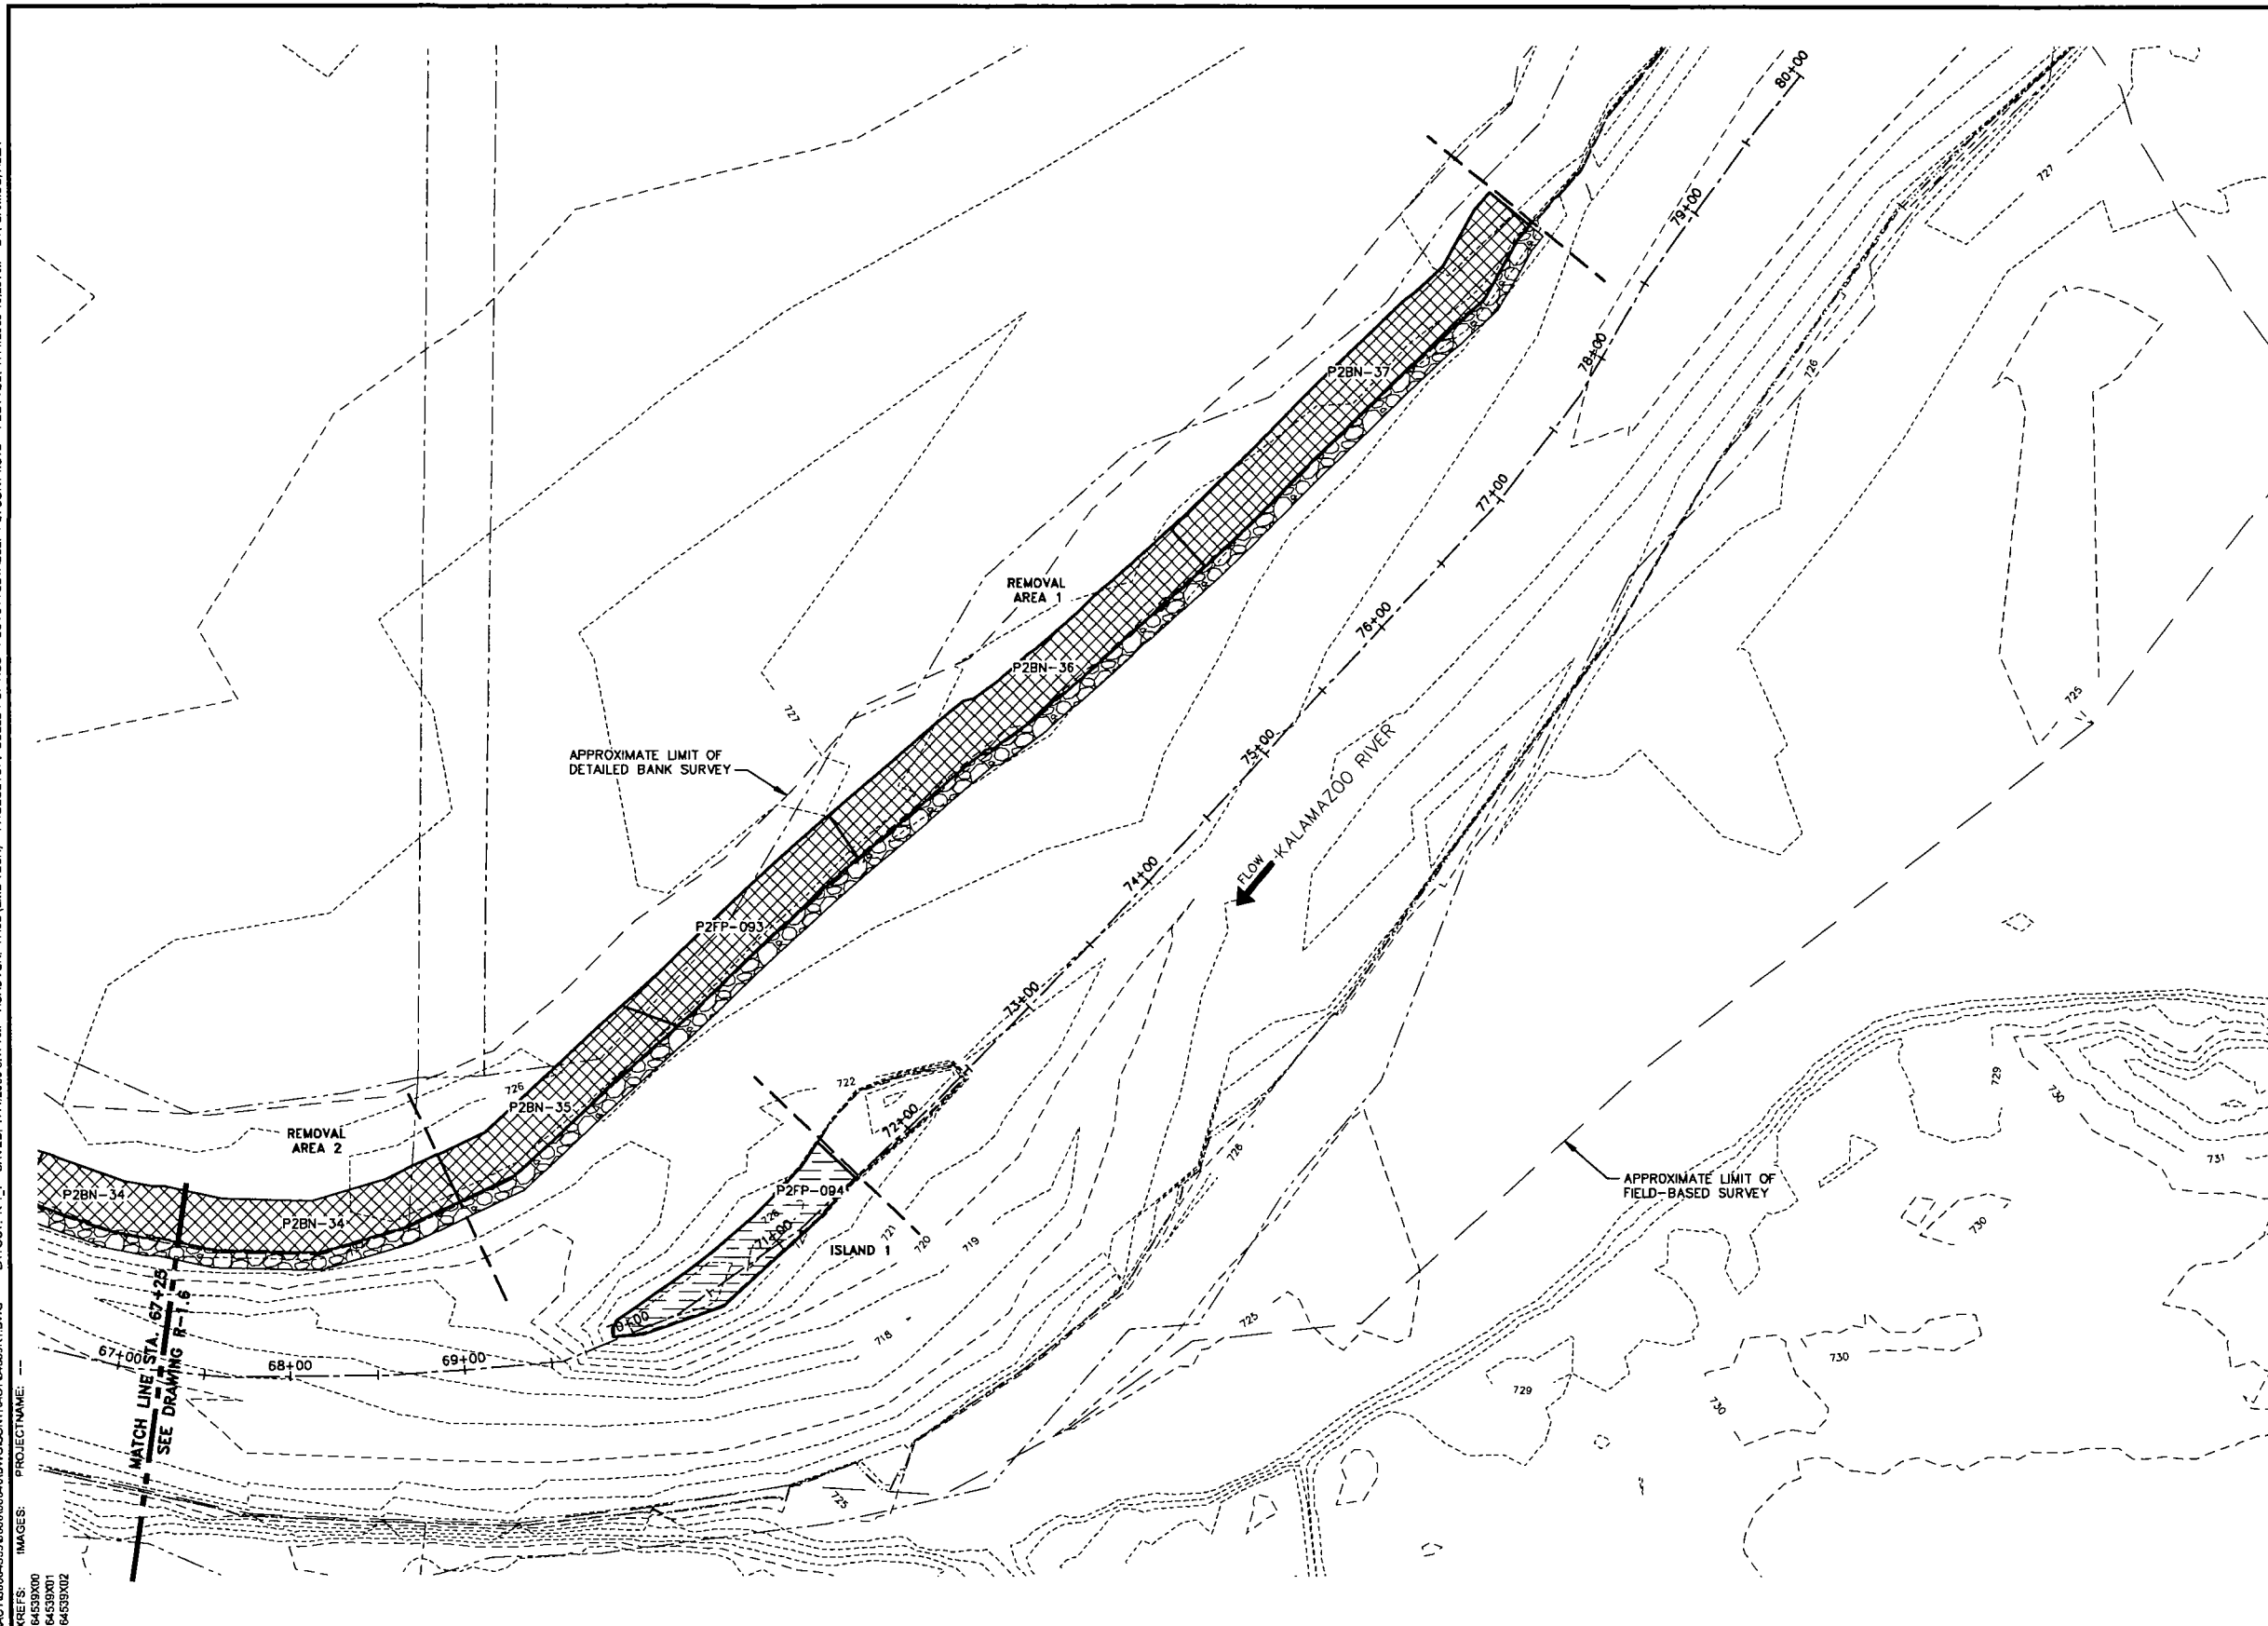 80+00
79+00
727
78+00
726
P2BN-37
77+00
REMOVAL
AREA 1
76+00
P2BN-36
727
725
75+00
KALAMAZOO RIVER
FLOW
APPROXIMATE LIMIT OF
DETAILED BANK SURVEY
74+00
P2FP-093
73+00
722
726
P2BN-35
72+00
REMOVAL
AREA 2
729
730
731
726
P2BN-34
P2BN-34
P2FP-094
APPROXIMATE LIMIT OF
FIELD-BASED SURVEY
71+00
721
720
719
ISLAND 1
730
70+00
725
718
67+00
68+00
69+00
730
729
730
MATCH LINE STA. 67+25
SEE DRAWING R-1.6
725
XREFS:
IMAGES:
PROJECTNAME: ---
64539X00
64539X01
64539X02